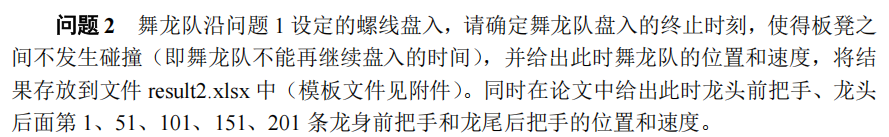 问题 2 舞龙队沿问题 1 设定的螺线盘入，请确定舞龙队盘入的终止时刻，使得板凳之
间不发生碰撞（即舞龙队不能再继续盘入的时间），并给出此时舞龙队的位置和速度，将结
果存放到文件 result2.xlsx 中（模板文件见附件）。同时在论文中给出此时龙头前把手、龙头
后面第 1、51、101、151、201 条龙身前把手和龙尾后把手的位置和速度。